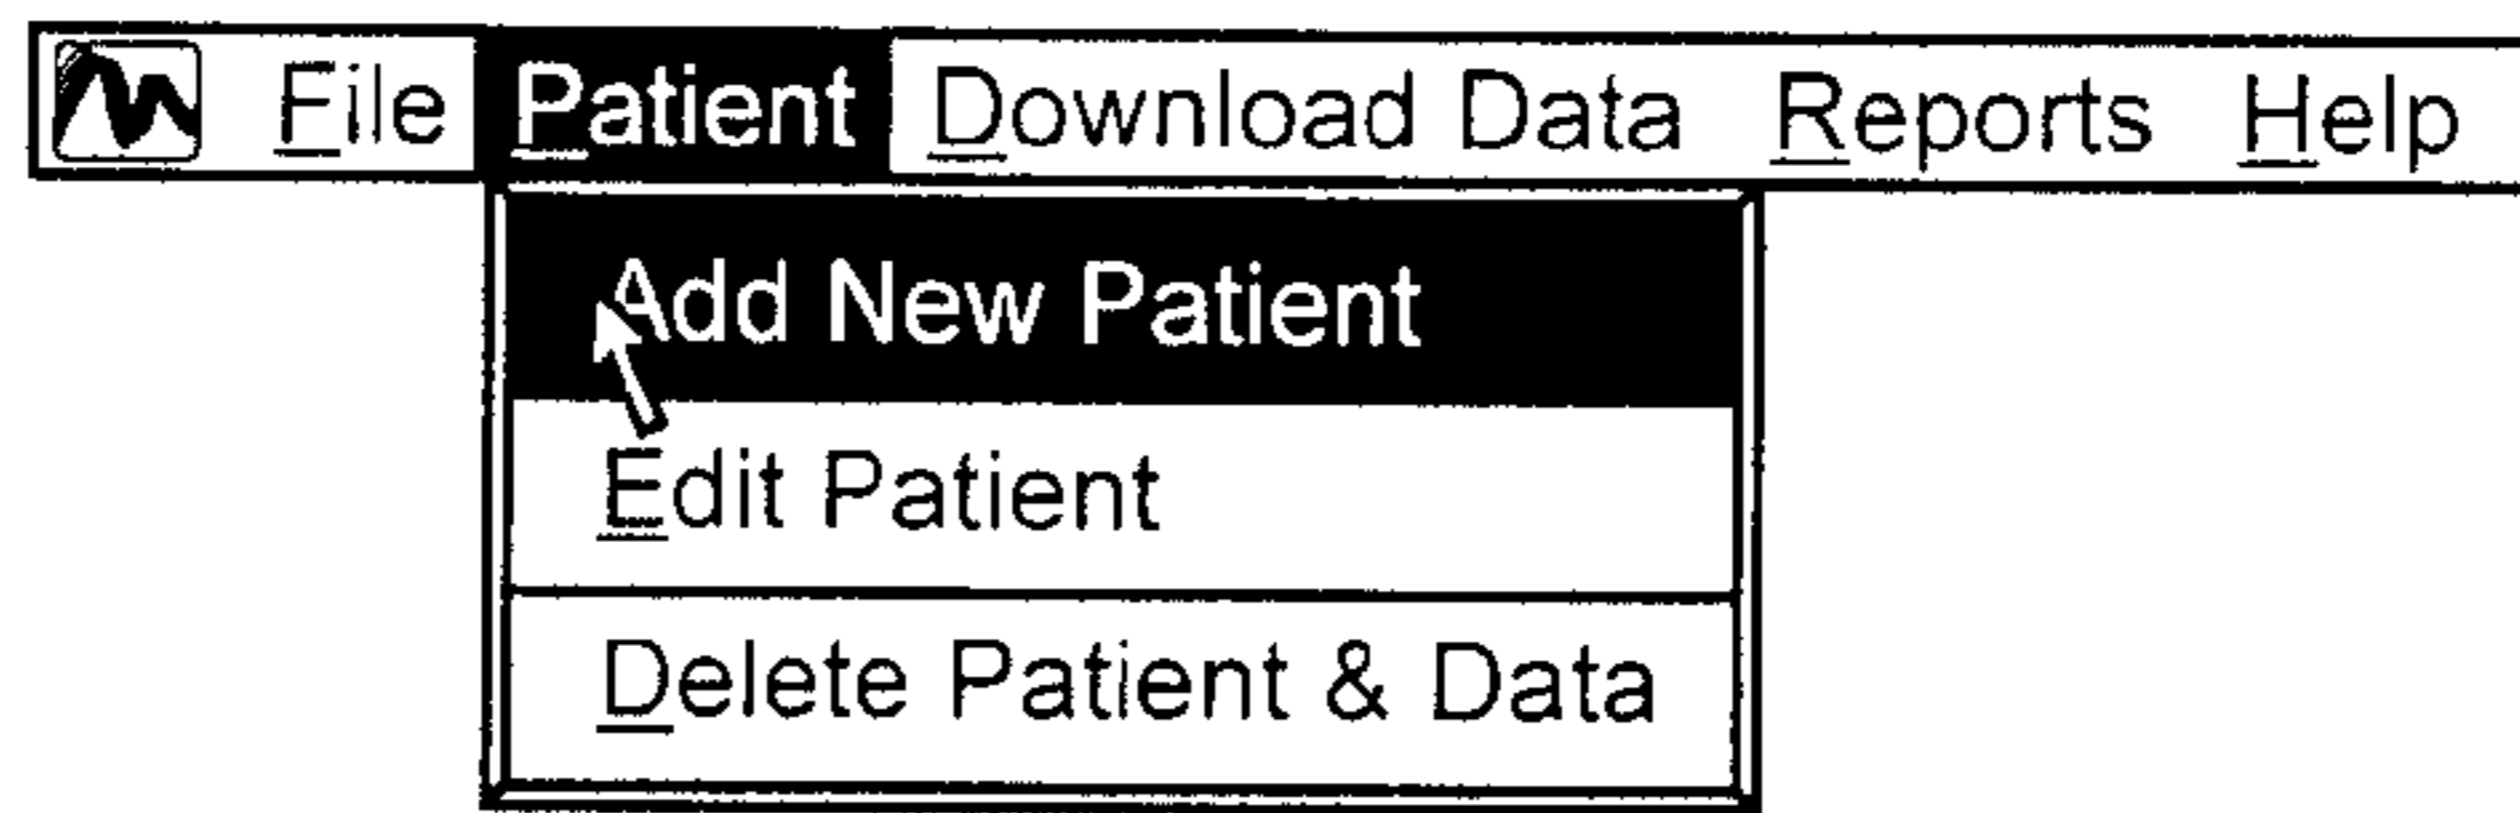 File Patient Download Data Reports Help
Add New Patient
Edit Patient
Delete Patient & Data